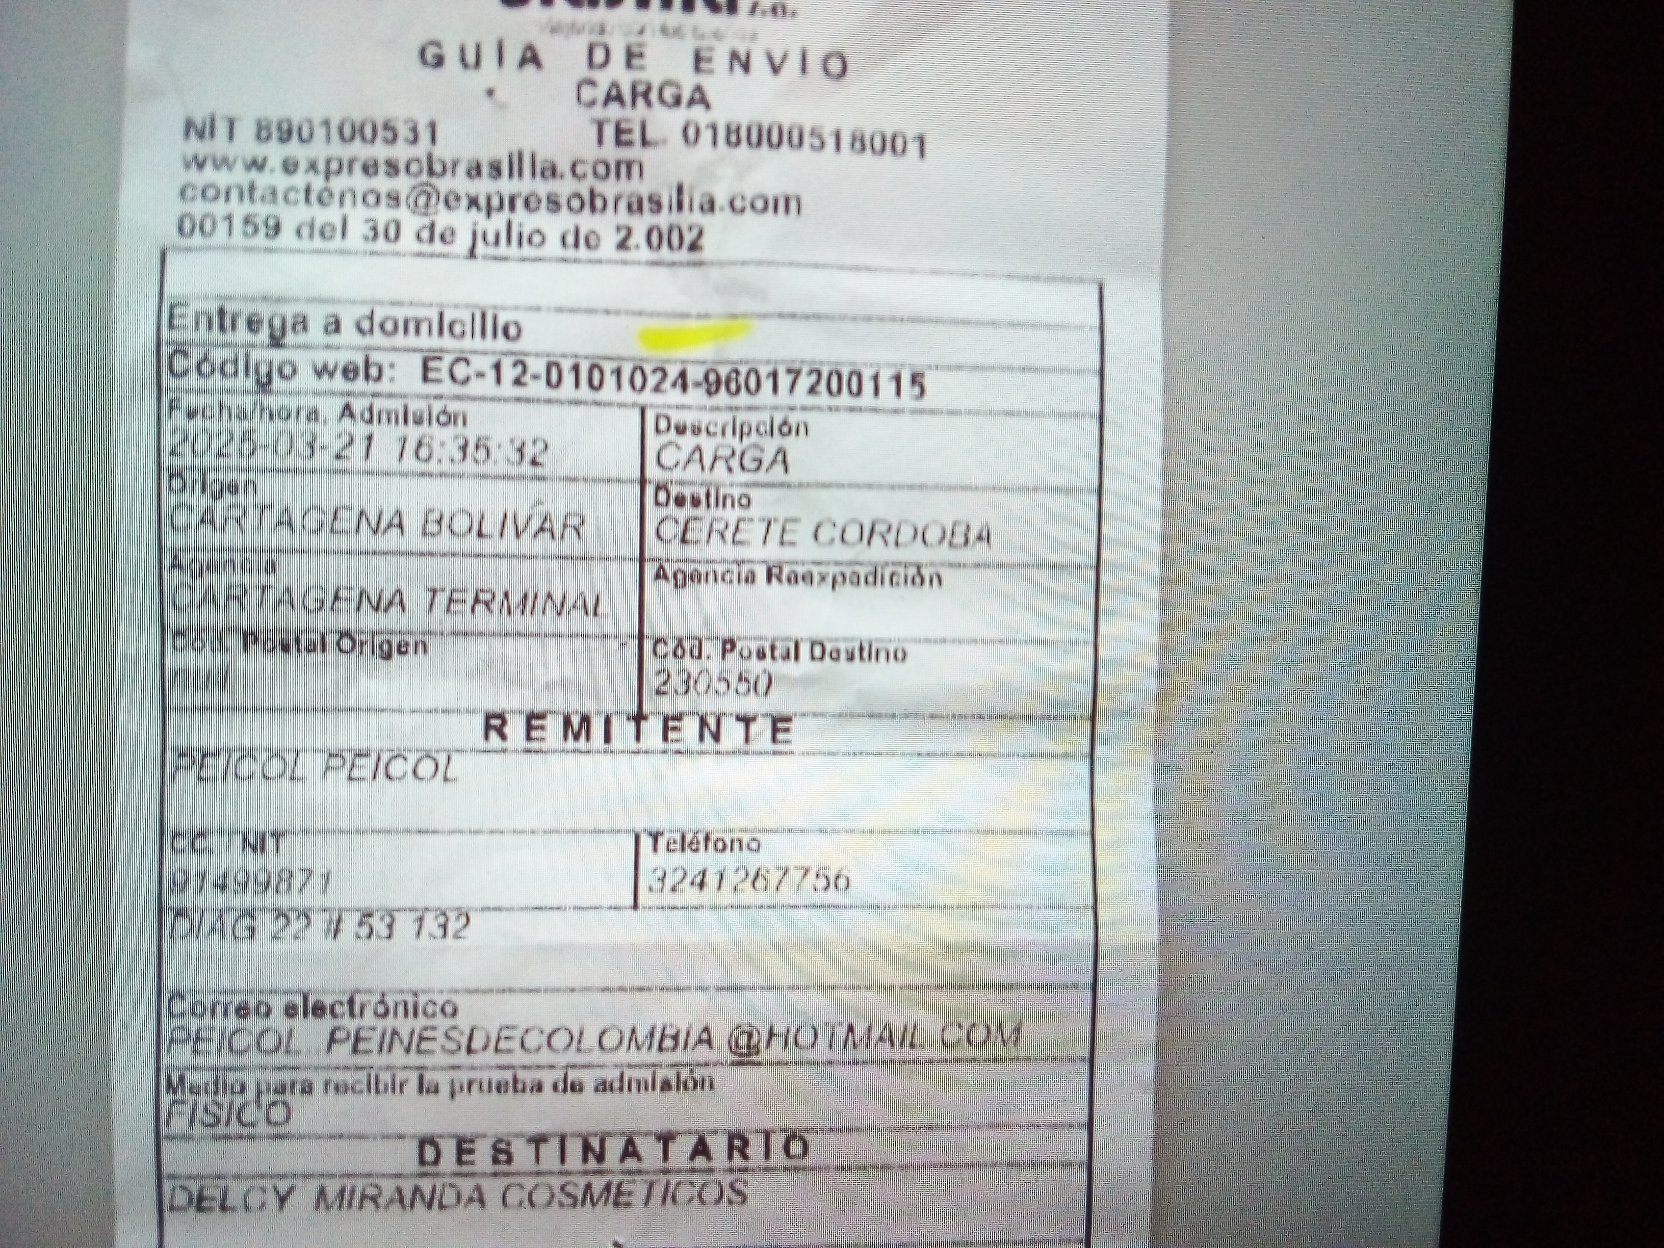 GUÍA DE ENVÍO
CARGA
NIT 890100531 TEL. 018000518001
www.expresobrasilia.com
contactenos@expresobrasilia.com
00159 del 30 de julio de 2.002
Entrega a domicilio
Código web: EC-12-0101024-96017200115
Fecha/hora. Admisión
2025-03-21 16:35:32
Descripción
CARGA
Origen
CARTAGENA BOLIVAR
Destino
CERETE CORDOBA
Agencia
CARTAGENA TERMINAL
Agencia Reexpedición
Cód. Postal Origen
null
Cód. Postal Destino
230550
REMITENTE
PEICOL PEICOL
CC. NIT
91499871
Teléfono
3241267756
DIAG 22 # 53 132
Correo electrónico
PEICOL PEINESDECOLOMBIA @HOTMAIL COM
Medio para recibir la prueba de admisión
FISICO
DESTINATARIO
DELCY MIRANDA COSMETICOS